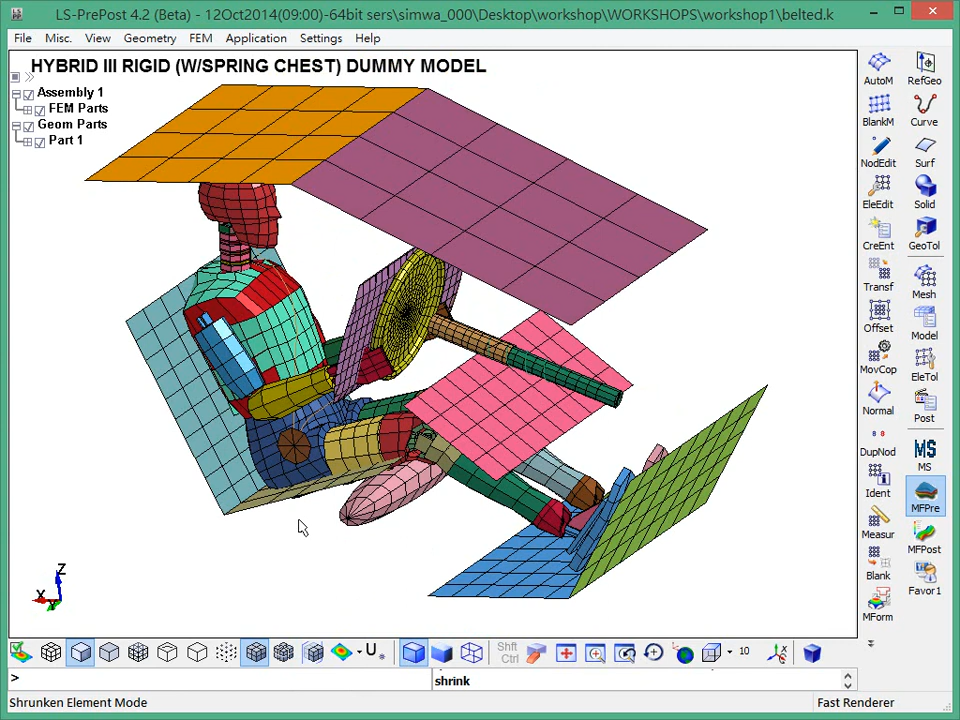 LS-PrePost 4.2 (Beta) - 12Oct2014(09:00)-64bit sers\simwa_000\Desktop\workshop\WORKSHOPS\workshop1\belted.k
File Misc. View Geometry FEM Application Settings Help
HYBRID III RIGID (W/SPRING CHEST) DUMMY MODEL
Assembly 1
FEM Parts
Geom Parts
Part 1
AutoM RefGeo
BlankM Curve
NodEdit Surf
EleEdit Solid
CreEnt GeoTol
Transf Mesh
Offset Model
MovCop EleTol
Normal Post
DupNod MS
MS
Ident MFPre
Measur MFPost
Blank Favor1
MForm
Z
X
Y
U
Shft
Ctrl
10
>
shrink
Shrunken Element Mode
Fast Renderer